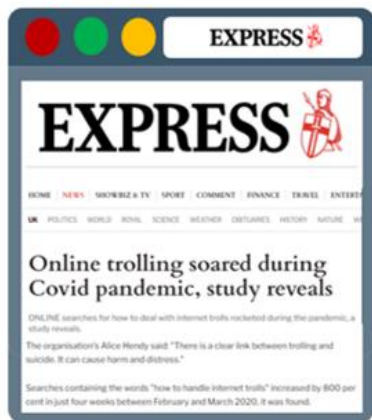 EXPRESS
EXPRESS
HOME NEWS SHOWBIZ & TV SPORT COMMENT FINANCE TRAVEL ENTERT
UK POLITICS WORLD ROYAL SCIENCE WEATHER OBITUARIES HISTORY NATURE
Online trolling soared during
Covid pandemic, study reveals
ONLINE searches for how to deal with internet trolls rocketed during the pandemic, a
study reveals.
The organisation's Alice Hendy said: "There is a clear link between trolling and
suicide. It can cause harm and distress."
Searches containing the words "how to handle internet trolls" increased by 800 per
cent in just four weeks between February and March 2020, it was found.